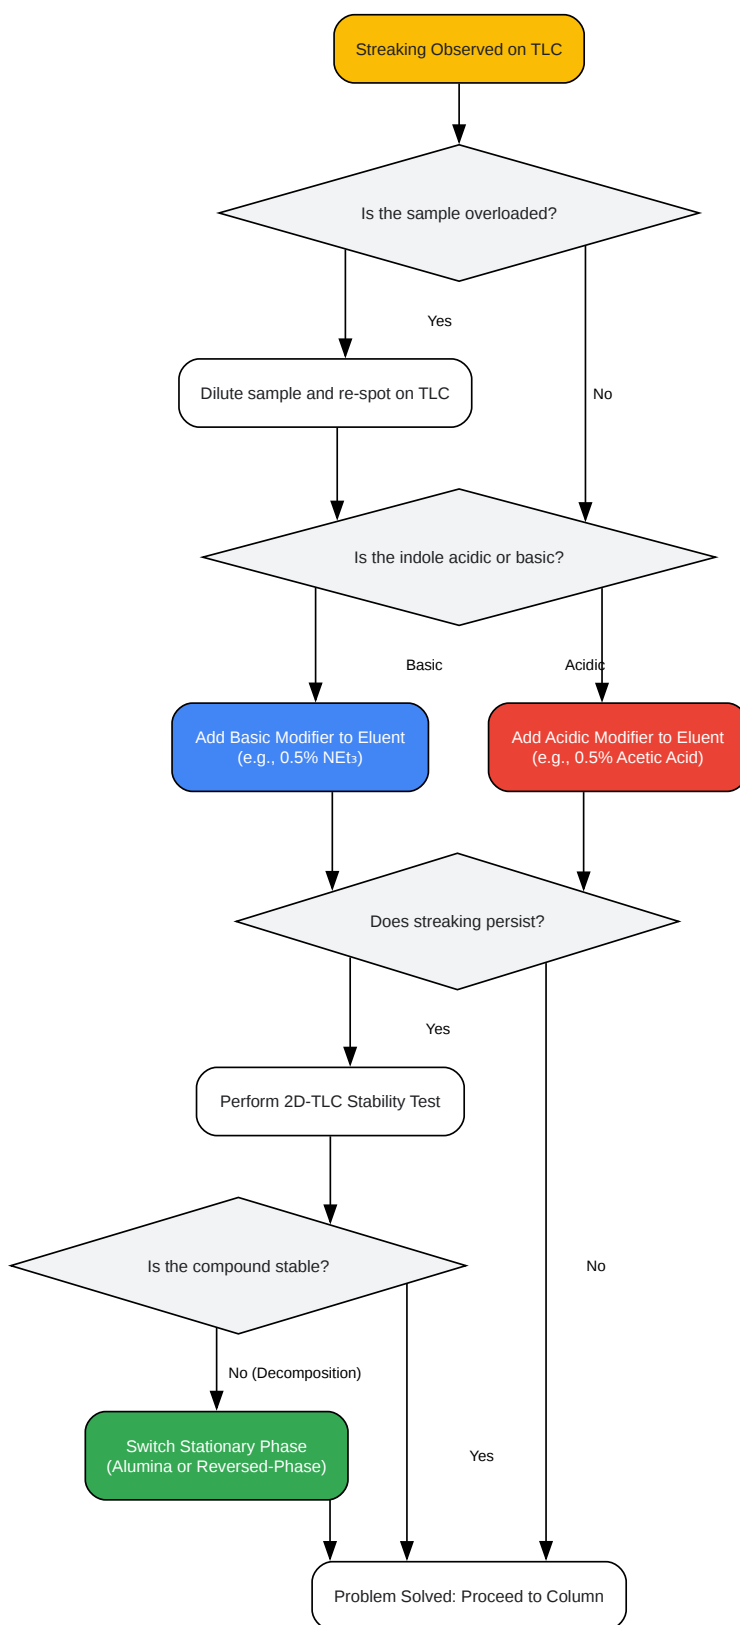 Streaking Observed on TLC
Is the sample overloaded?
Yes
Dilute sample and re-spot on TLC
No
Is the indole acidic or basic?
Basic
Acidic
Add Basic Modifier to Eluent
(e.g., 0.5% NEt₃)
Add Acidic Modifier to Eluent
(e.g., 0.5% Acetic Acid)
Does streaking persist?
Yes
Perform 2D-TLC Stability Test
Is the compound stable?
No
No (Decomposition)
Switch Stationary Phase
(Alumina or Reversed-Phase)
Yes
Problem Solved: Proceed to Column